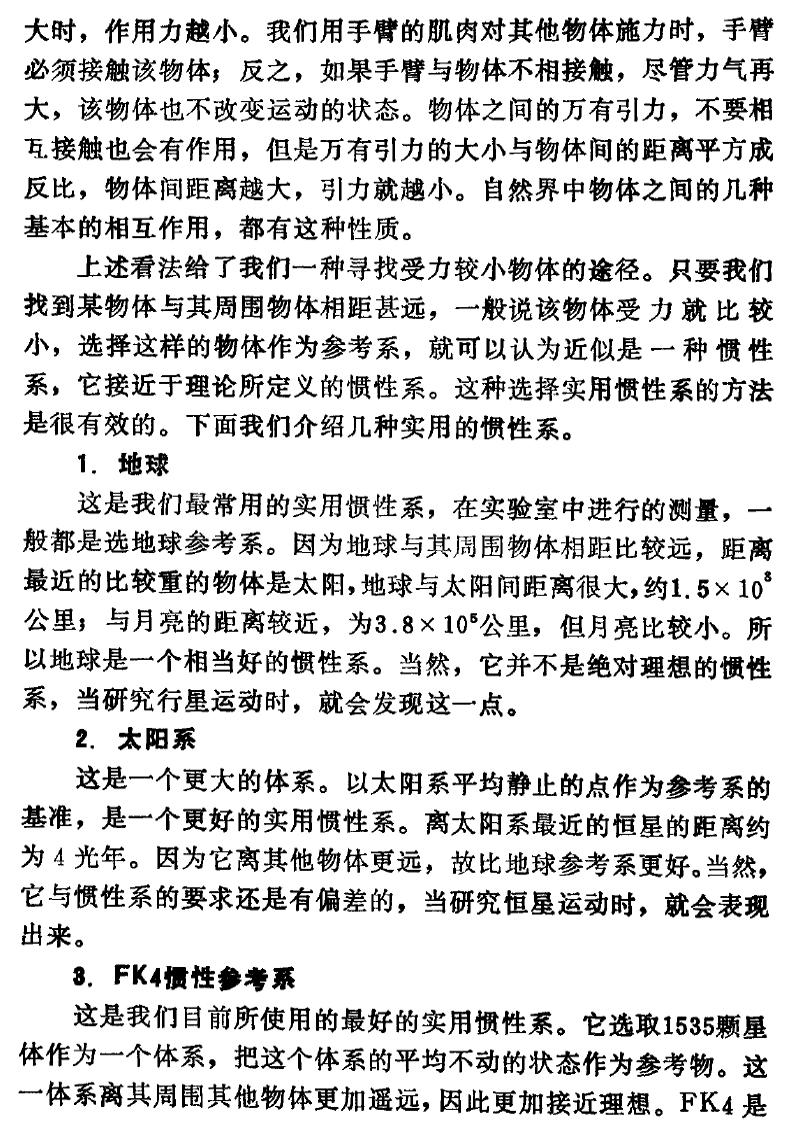 大时，作用力越小。我们用手臂的肌肉对其他物体施力时，手臂
必须接触该物体；反之，如果手臂与物体不相接触，尽管力气再
大，该物体也不改变运动的状态。物体之间的万有引力，不要相
互接触也会有作用，但是万有引力的大小与物体间的距离平方成
反比，物体间距离越大，引力就越小。自然界中物体之间的几种
基本的相互作用，都有这种性质。
上述看法给了我们一种寻找受力较小物体的途径。只要我们
找到某物体与其周围物体相距甚远，一般说该物体受力就比较
小，选择这样的物体作为参考系，就可以认为近似是一种惯性
系，它接近于理论所定义的惯性系。这种选择实用惯性系的方法
是很有效的。下面我们介绍几种实用的惯性系。
1. 地球
这是我们最常用的实用惯性系，在实验室中进行的测量，一
般都是选地球参考系。因为地球与其周围物体相距比较远，距离
最近的比较重的物体是太阳，地球与太阳间距离很大，约1.5×10⁸
公里；与月亮的距离较近，为3.8×10⁵公里，但月亮比较小。所
以地球是一个相当好的惯性系。当然，它并不是绝对理想的惯性
系，当研究行星运动时，就会发现这一点。
2. 太阳系
这是一个更大的体系。以太阳系平均静止的点作为参考系的
基准，是一个更好的实用惯性系。离太阳系最近的恒星的距离约
为4光年。因为它离其他物体更远，故比地球参考系更好。当然，
它与惯性系的要求还是有偏差的，当研究恒星运动时，就会表现
出来。
3. FK4惯性参考系
这是我们目前所使用的最好的实用惯性系。它选取1535颗星
体作为一个体系，把这个体系的平均不动的状态作为参考物。这
一体系离其周围其他物体更加遥远，因此更加接近理想。FK4是